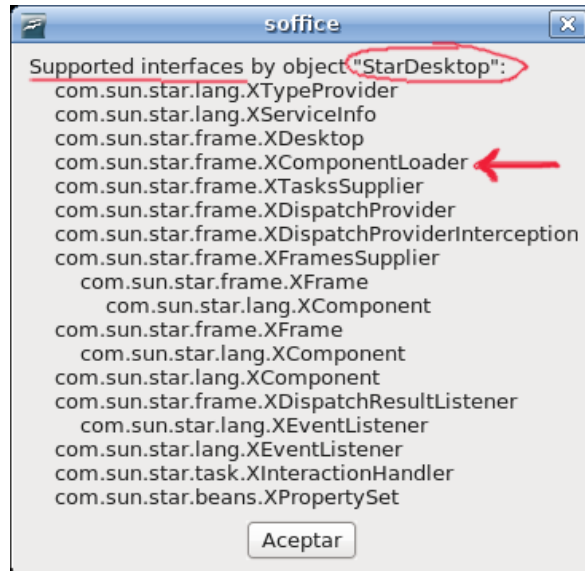 soffice
Supported interfaces by object "StarDesktop":
com.sun.star.lang.XTypeProvider
com.sun.star.lang.XServiceInfo
com.sun.star.frame.XDesktop
com.sun.star.frame.XComponentLoader
com.sun.star.frame.XTasksSupplier
com.sun.star.frame.XDispatchProvider
com.sun.star.frame.XDispatchProviderInterception
com.sun.star.frame.XFramesSupplier
com.sun.star.frame.XFrame
com.sun.star.lang.XComponent
com.sun.star.frame.XFrame
com.sun.star.lang.XComponent
com.sun.star.lang.XComponent
com.sun.star.frame.XDispatchResultListener
com.sun.star.lang.XEventListener
com.sun.star.lang.XEventListener
com.sun.star.task.XInteractionHandler
com.sun.star.beans.XPropertySet
Aceptar